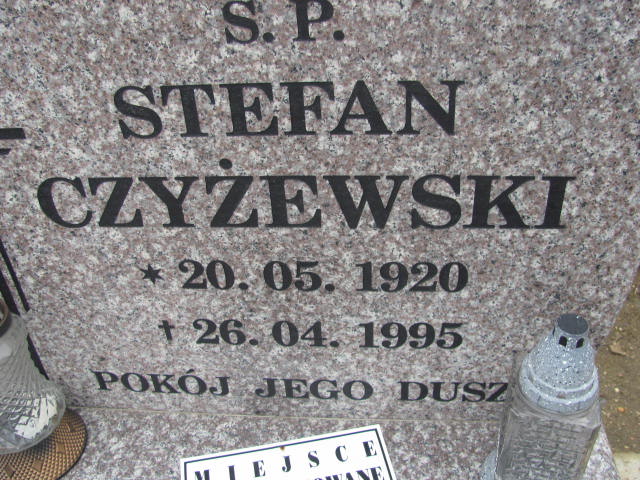 Ś.P.
STEFAN
CZYŻEWSKI
★ 20.05.1920
† 26.04.1995
POKÓJ JEGO DUSZ
MIEJSCE